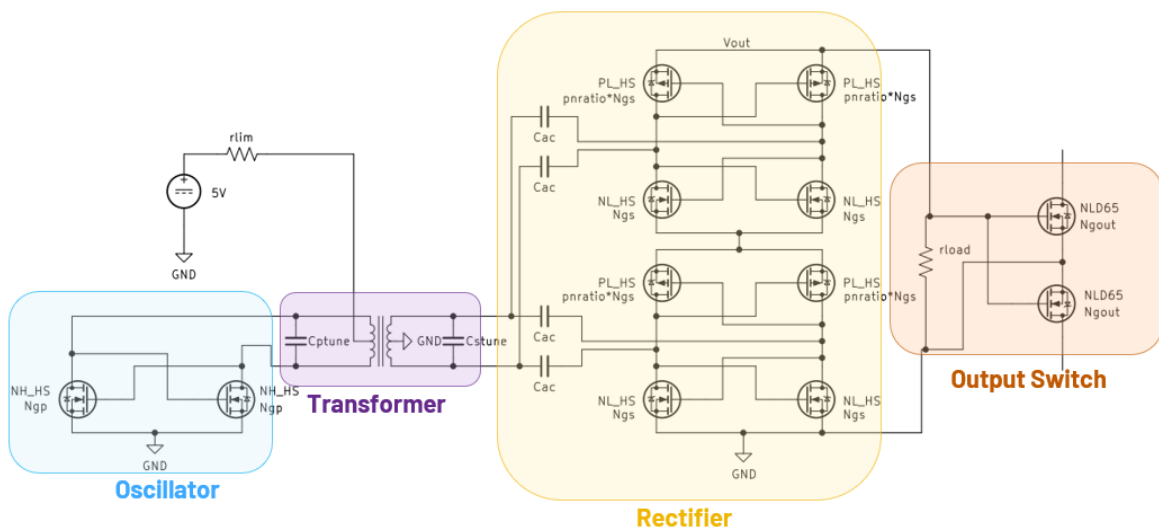 Vout
PL_HS
pnratio*Ngs
PL_HS
pnratio*Ngs
Cac
rlim
Cac
5V
NL_HS
Ngs
NL_HS
Ngs
NLD65
Ngout
GND
rload
PL_HS
pnratio*Ngs
PL_HS
pnratio*Ngs
NLD65
Ngout
Cac
Cptune
GND
Cstune
Cac
Output Switch
NH_HS
Ngp
NH_HS
Ngp
Transformer
NL_HS
Ngs
NL_HS
Ngs
GND
GND
Oscillator
Rectifier